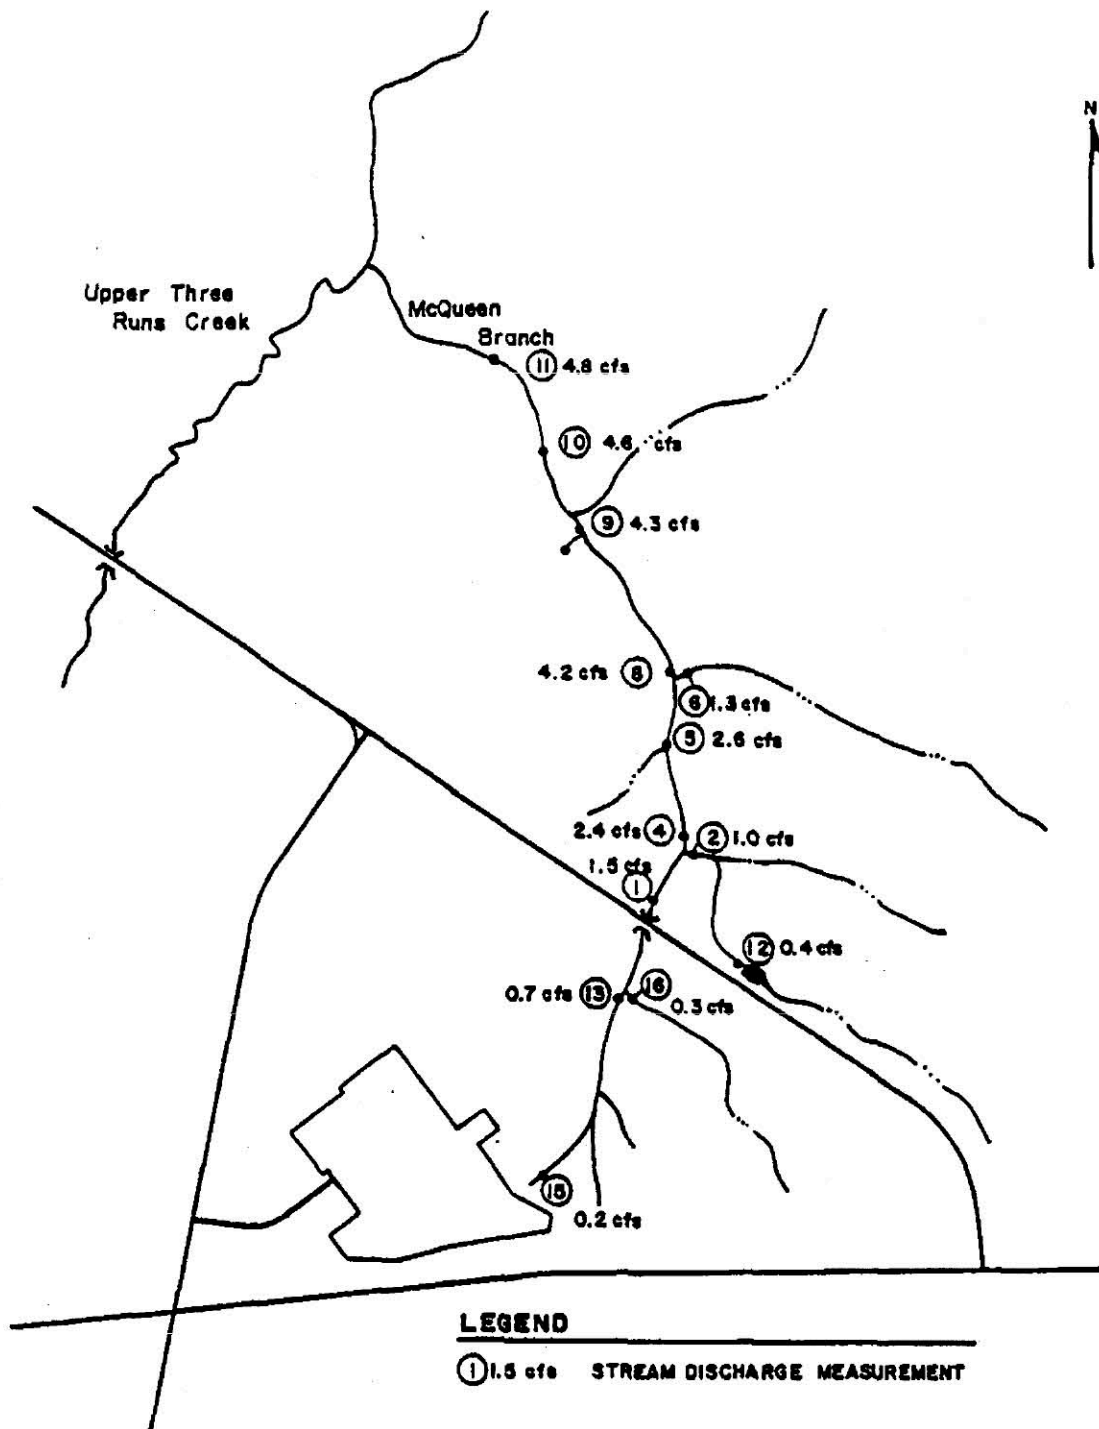 N
Upper Three
Runs Creek
McQueen
Branch
11 4.8 cfs
10 4.6 cfs
9 4.3 cfs
4.2 cfs 8
6 1.3 cfs
5 2.6 cfs
2.4 cfs 4
2 1.0 cfs
1.5 cfs
1
12 0.4 cfs
0.7 cfs 13
16
0.3 cfs
15
0.2 cfs
LEGEND
1 1.5 cfs STREAM DISCHARGE MEASUREMENT